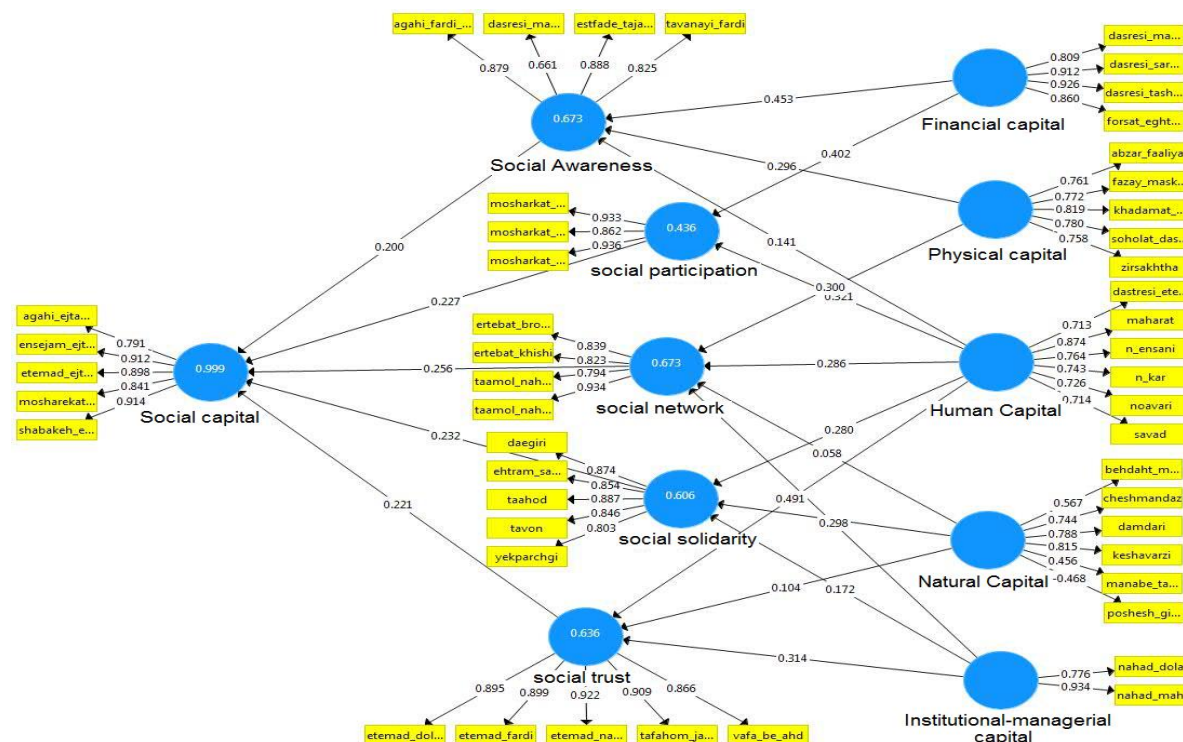 agahi_fardi_...
dasresi_ma...
estfade_taja...
tavanayi_fardi
0.879
0.661
0.888
0.825
0.673
Social Awareness
dasresi_ma...
dasresi_sar...
dasresi_tash...
forsat_eght...
0.809
0.912
0.926
0.860
Financial capital
0.453
0.402
0.296
0.141
mosharkat_...
mosharkat_...
mosharkat_...
0.933
0.862
0.936
0.436
social participation
abzar_faaliya
fazay_mask...
khadamat_...
soholat_das...
zirsakhtha
0.761
0.772
0.819
0.780
0.758
Physical capital
0.200
0.227
0.300
0.321
agahi_ejta...
ensejam_ejt...
etemad_ejt...
mosharekat...
shabakeh_e...
0.791
0.912
0.898
0.841
0.914
0.999
Social capital
ertebat_bro...
ertebat_khishi
taamol_nah...
taamol_nah...
0.839
0.823
0.794
0.934
0.673
social network
0.256
0.286
dastresi_ete...
maharat
n_ensani
n_kar
noavari
savad
0.713
0.874
0.764
0.743
0.726
0.714
Human Capital
0.232
0.280
0.058
0.221
0.491
daegiri
ehtram_sa...
taahod
tavon
yekparchgi
0.874
0.854
0.887
0.846
0.803
0.606
social solidarity
0.298
behdaht_m...
cheshmandaz
damdari
keshavarzi
manabe_ta...
poshesh_gi...
0.567
0.744
0.788
0.815
0.456
-0.468
Natural Capital
0.104
0.172
0.636
social trust
0.314
0.895
0.899
0.922
0.909
0.866
etemad_dol...
etemad_fardi
etemad_na...
tafahom_ja...
vafa_be_ahd
nahad_dola
nahad_mah
0.776
0.934
Institutional-managerial
capital